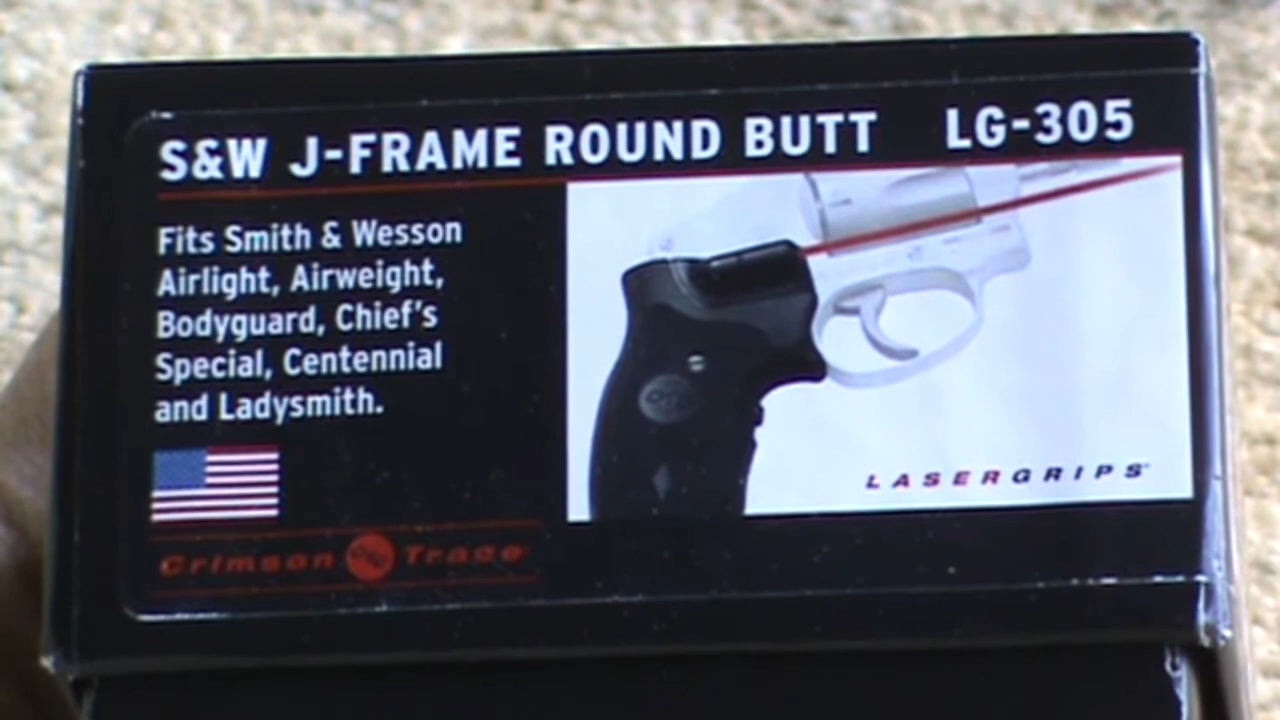 S&W J-FRAME ROUND BUTT LG-305
Fits Smith & Wesson
Airlight, Airweight,
Bodyguard, Chief's
Special, Centennial
and Ladysmith.
LASERGRIPS
Crimson Trace